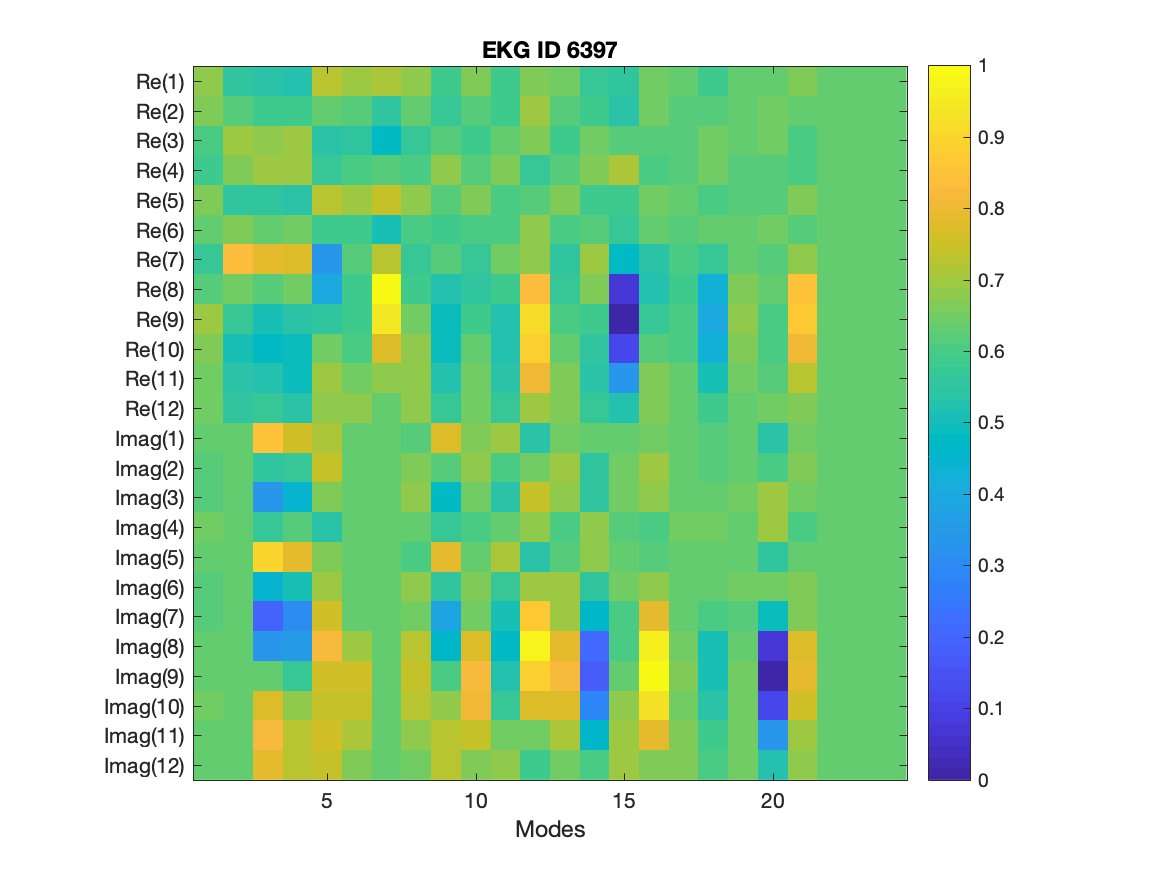 EKG ID 6397
Re(1)
Re(2)
Re(3)
Re(4)
Re(5)
Re(6)
Re(7)
Re(8)
Re(9)
Re(10)
Re(11)
Re(12)
Imag(1)
Imag(2)
Imag(3)
Imag(4)
Imag(5)
Imag(6)
Imag(7)
Imag(8)
Imag(9)
Imag(10)
Imag(11)
Imag(12)
5 10 15 20
Modes
1
0.9
0.8
0.7
0.6
0.5
0.4
0.3
0.2
0.1
0